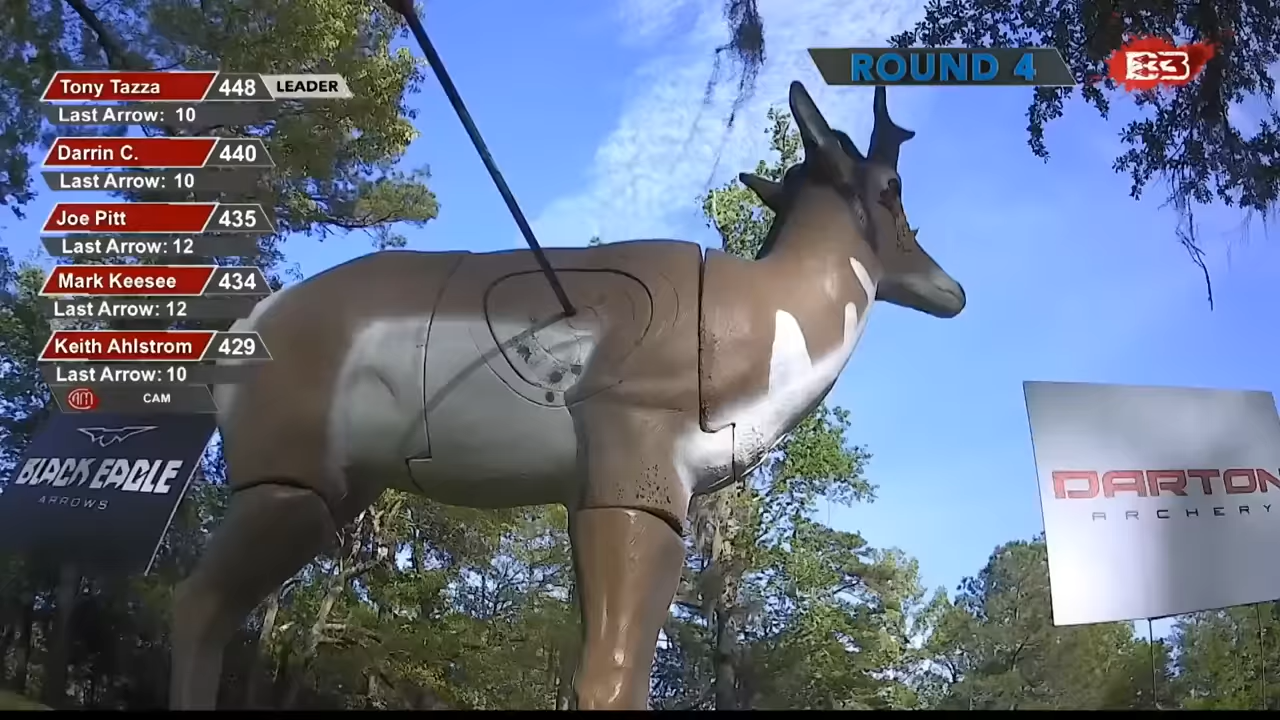 Tony Tazza 448 LEADER
Last Arrow: 10
Darrin C. 440
Last Arrow: 10
Joe Pitt 435
Last Arrow: 12
Mark Keesee 434
Last Arrow: 12
Keith Ahlstrom 429
Last Arrow: 10
CAM
ROUND 4
B3
BLACK EAGLE
ARROWS
DARTON
ARCHERY